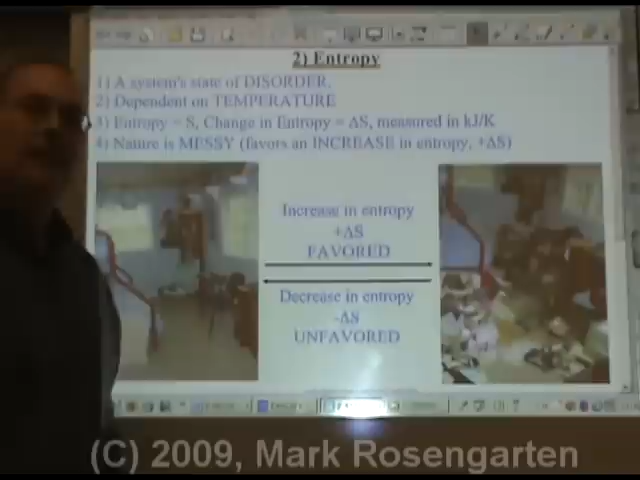 2) Entropy
1) A system's state of DISORDER.
2) Dependent on TEMPERATURE
3) Entropy = S, Change in Entropy = ΔS, measured in kJ/K
4) Nature is MESSY (favors an INCREASE in entropy, +ΔS)
Increase in entropy
+ΔS
FAVORED
Decrease in entropy
-ΔS
UNFAVORED
(C) 2009, Mark Rosengarten